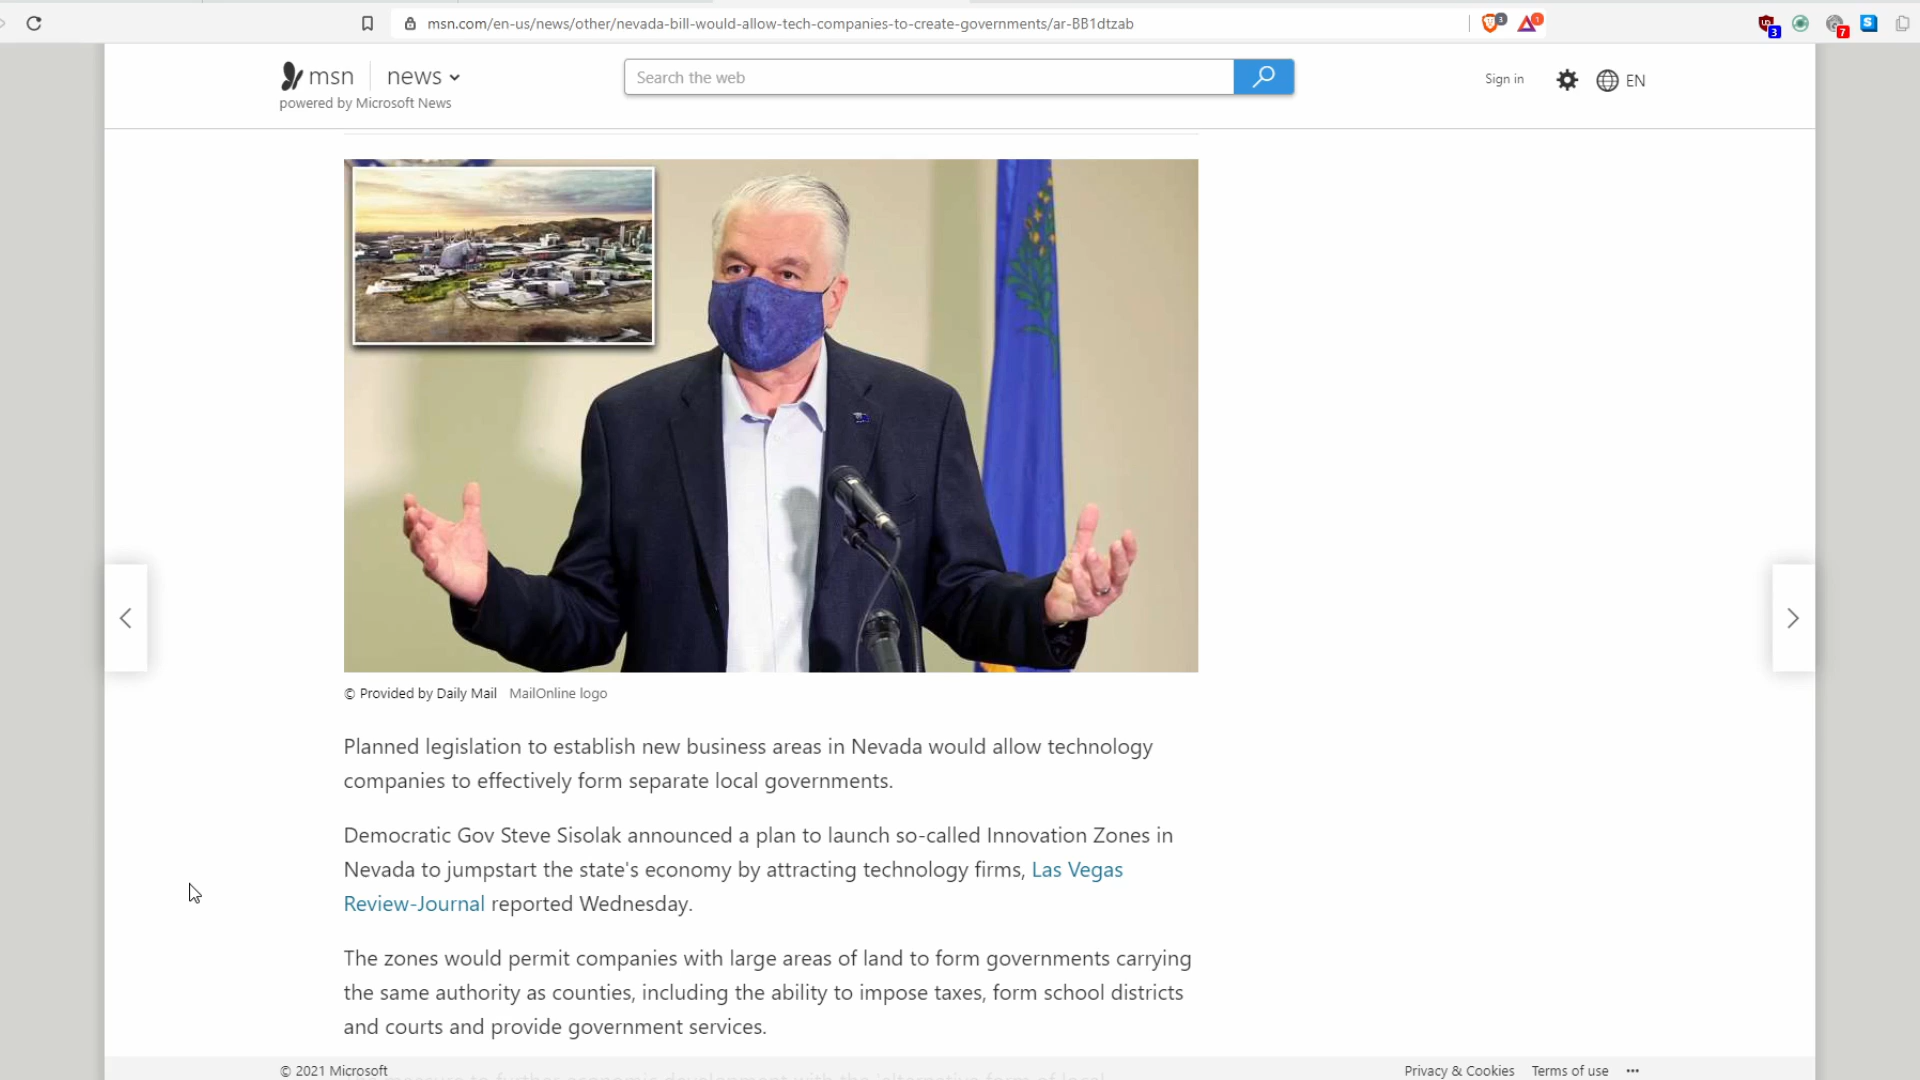 msn.com/en-us/news/other/nevada-bill-would-allow-tech-companies-to-create-governments/ar-BB1dtzab
3
1
3
7
S
msn
news
Search the web
Sign in
EN
powered by Microsoft News
© Provided by Daily Mail MailOnline logo
Planned legislation to establish new business areas in Nevada would allow technology
companies to effectively form separate local governments.
Democratic Gov Steve Sisolak announced a plan to launch so-called Innovation Zones in
Nevada to jumpstart the state's economy by attracting technology firms, Las Vegas
Review-Journal reported Wednesday.
The zones would permit companies with large areas of land to form governments carrying
the same authority as counties, including the ability to impose taxes, form school districts
and courts and provide government services.
© 2021 Microsoft
Privacy & Cookies Terms of use ...